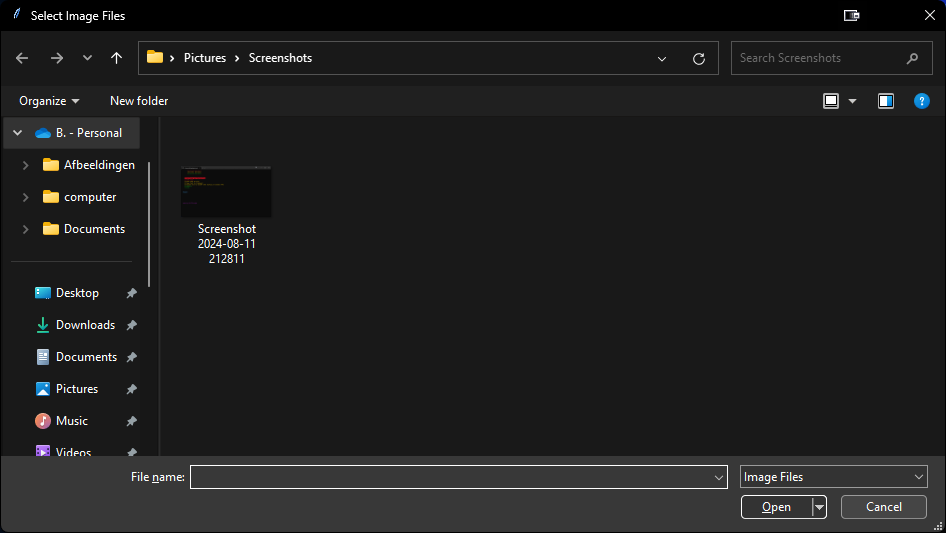 Select Image Files
Pictures
Screenshots
Search Screenshots
Organize
New folder
?
B. - Personal
Afbeeldingen
computer
Documents
Desktop
Downloads
Documents
Pictures
Music
Videos
Screenshot
2024-08-11
212811
File name:
Image Files
Open
Cancel